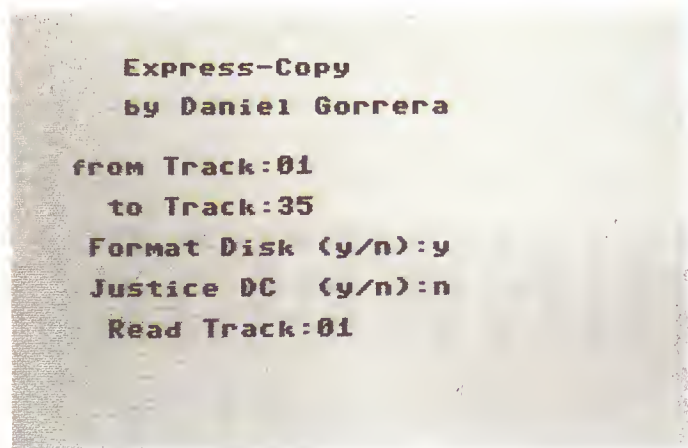 Express-Copy
by Daniel Gorrera
from Track:01
to Track:35
Format Disk (y/n):y
Justice DC (y/n):n
Read Track:01